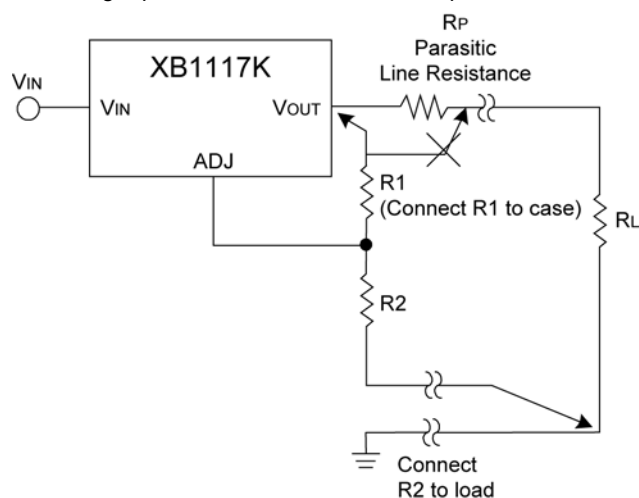 RP
Parasitic
Line Resistance
XB1117K
VIN
VIN
VOUT
ADJ
R1
(Connect R1 to case)
RL
R2
Connect
R2 to load